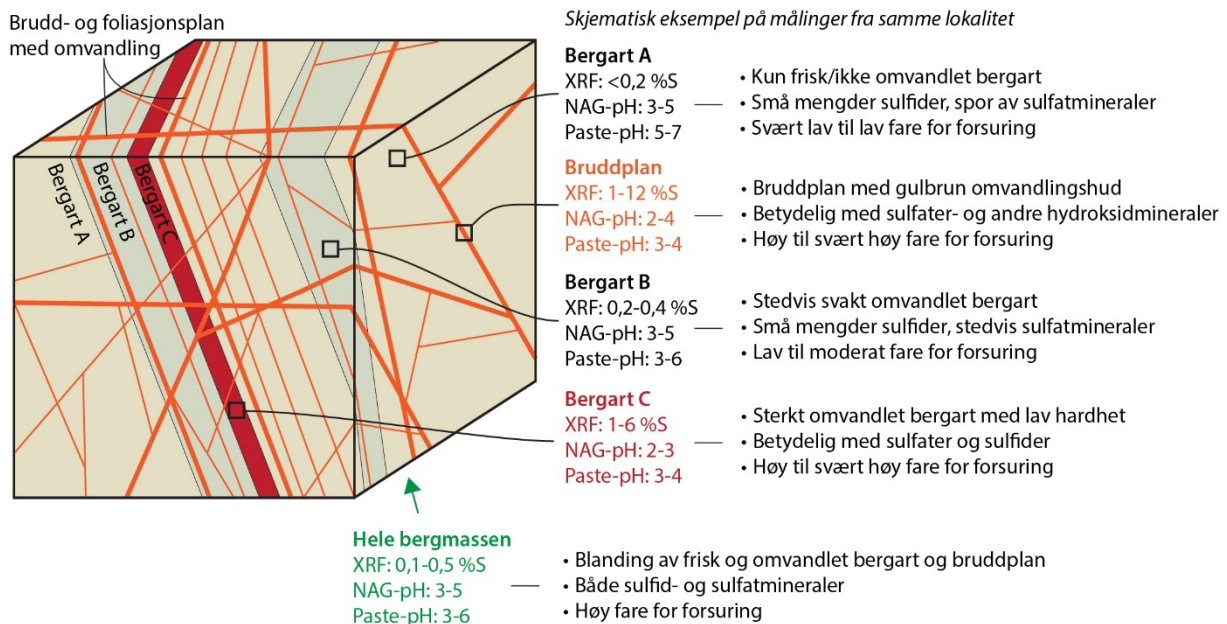 Brudd- og foliasjonsplan
med omvandling
Bergart A
Bergart B
Bergart C
Skjematisk eksempel på målinger fra samme lokalitet
Bergart A
XRF: <0,2 %S
NAG-pH: 3-5
Paste-pH: 5-7
• Kun frisk/ikke omvandlet bergart
• Små mengder sulfider, spor av sulfatmineraler
• Svært lav til lav fare for forsuring
Bruddplan
XRF: 1-12 %S
NAG-pH: 2-4
Paste-pH: 3-4
• Bruddplan med gulbrun omvandlingshud
• Betydelig med sulfater- og andre hydroksidmineraler
• Høy til svært høy fare for forsuring
Bergart B
XRF: 0,2-0,4 %S
NAG-pH: 3-5
Paste-pH: 3-6
• Stedvis svakt omvandlet bergart
• Små mengder sulfider, stedvis sulfatmineraler
• Lav til moderat fare for forsuring
Bergart C
XRF: 1-6 %S
NAG-pH: 2-3
Paste-pH: 3-4
• Sterkt omvandlet bergart med lav hardhet
• Betydelig med sulfater og sulfider
• Høy til svært høy fare for forsuring
Hele bergmassen
XRF: 0,1-0,5 %S
NAG-pH: 3-5
Paste-pH: 3-6
• Blanding av frisk og omvandlet bergart og bruddplan
• Både sulfid- og sulfatmineraler
• Høy fare for forsuring